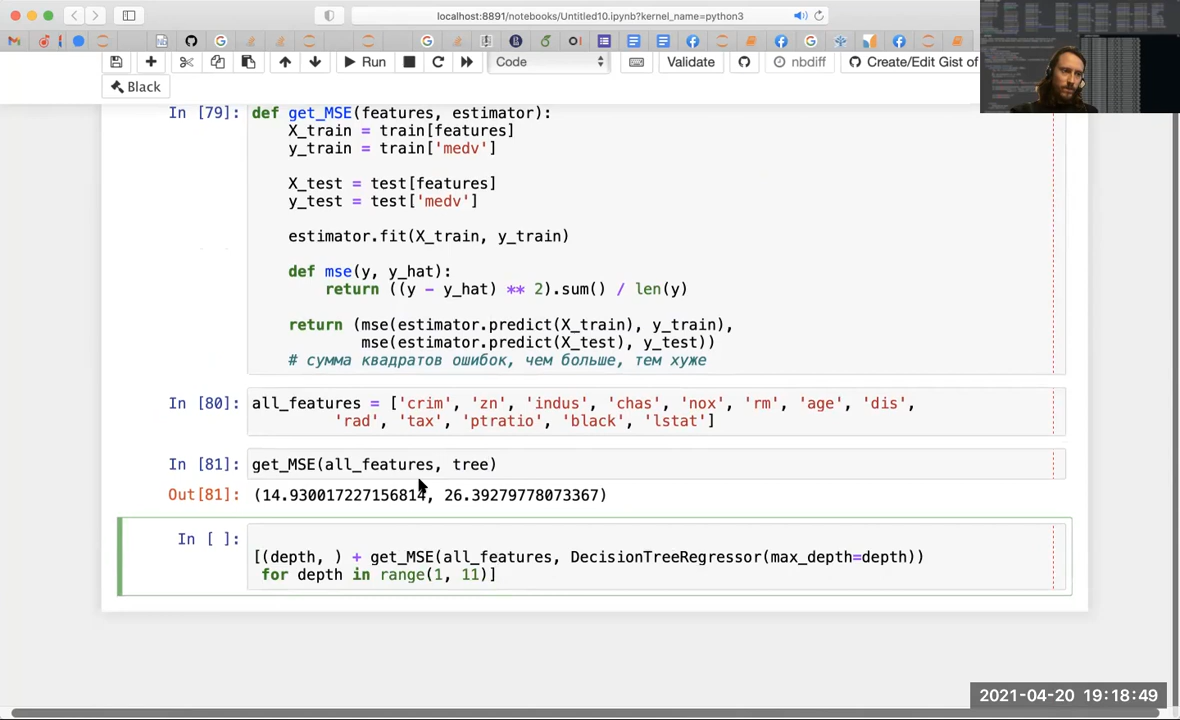 localhost:8891/notebooks/Untitled10.ipynb?kernel_name=python3
Run
Code
Validate
nbdiff
Create/Edit Gist of
Black
In [79]: def get_MSE(features, estimator):
X_train = train[features]
y_train = train['medv']
X_test = test[features]
y_test = test['medv']
estimator.fit(X_train, y_train)
def mse(y, y_hat):
return ((y - y_hat) ** 2).sum() / len(y)
return (mse(estimator.predict(X_train), y_train),
mse(estimator.predict(X_test), y_test))
# сумма квадратов ошибок, чем больше, тем хуже
In [80]: all_features = ['crim', 'zn', 'indus', 'chas', 'nox', 'rm', 'age', 'dis',
'rad', 'tax', 'ptratio', 'black', 'lstat']
In [81]: get_MSE(all_features, tree)
Out[81]: (14.930017227156814, 26.39279778073367)
In [ ]:
[(depth, ) + get_MSE(all_features, DecisionTreeRegressor(max_depth=depth))
for depth in range(1, 11)]
2021-04-20 19:18:49